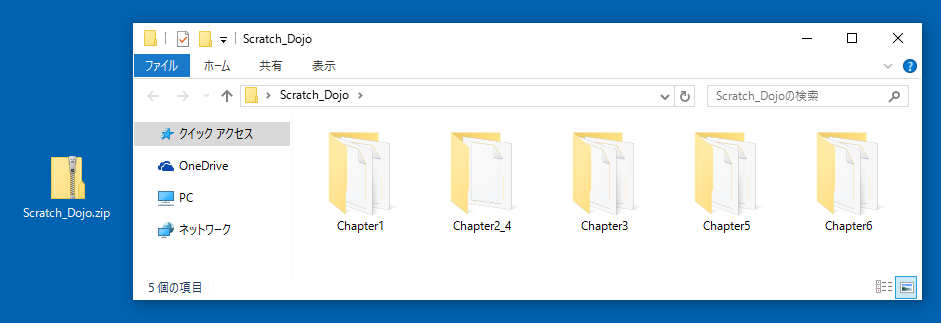 Scratch_Dojo
ファイル ホーム 共有 表示
Scratch_Dojo
Scratch_Dojoの検索
クイック アクセス
OneDrive
PC
ネットワーク
Scratch_Dojo.zip
Chapter1 Chapter2_4 Chapter3 Chapter5 Chapter6
5 個の項目